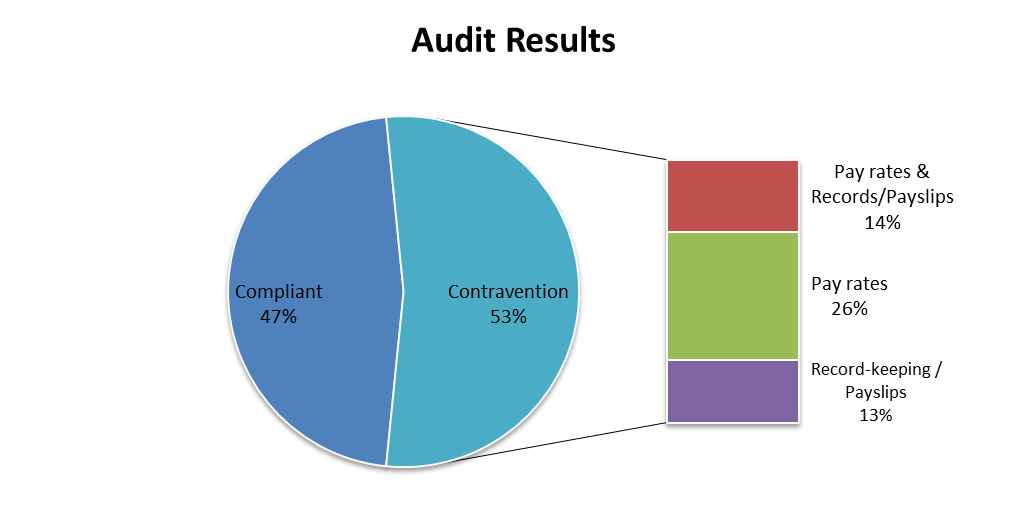 Audit Results
Compliant
47%
Contravention
53%
Pay rates &
Records/Payslips
14%
Pay rates
26%
Record-keeping /
Payslips
13%